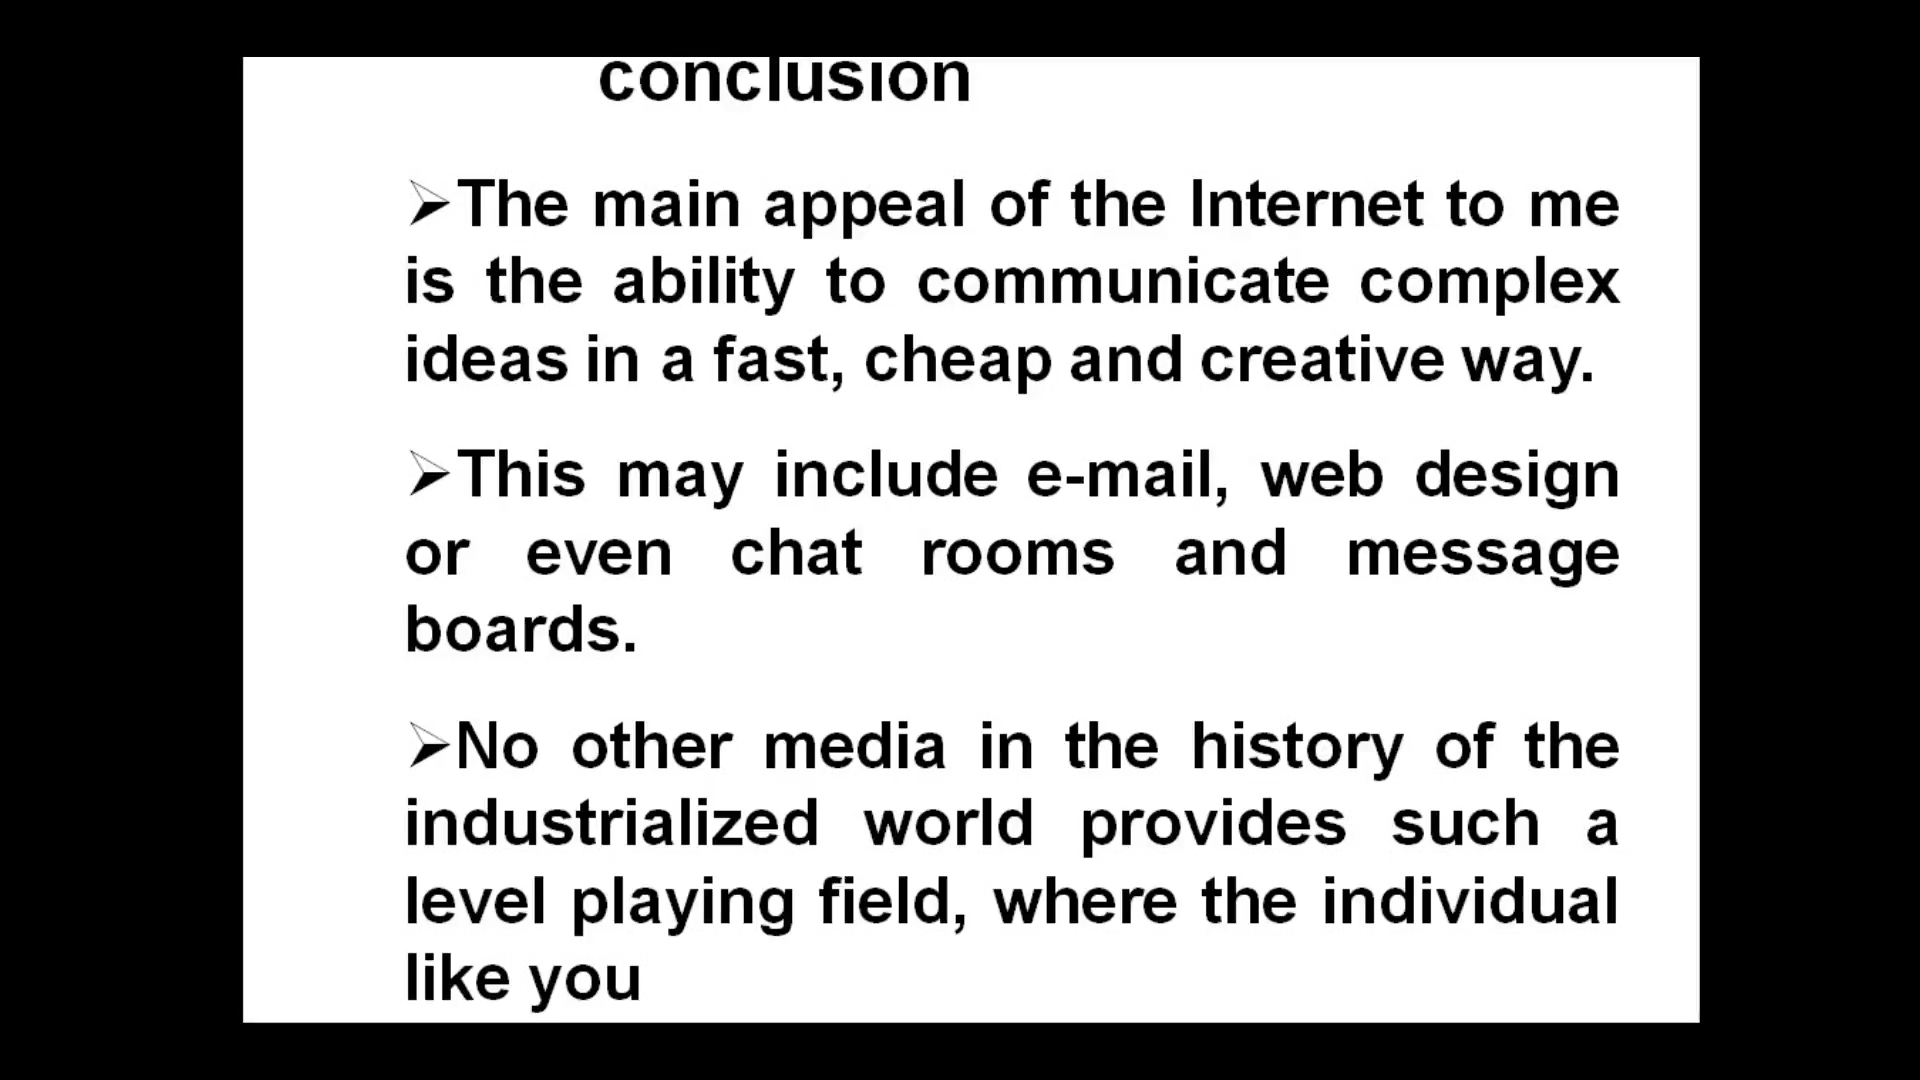 conclusion
➢The main appeal of the Internet to me
is the ability to communicate complex
ideas in a fast, cheap and creative way.
➢This may include e-mail, web design
or even chat rooms and message
boards.
➢No other media in the history of the
industrialized world provides such a
level playing field, where the individual
like you